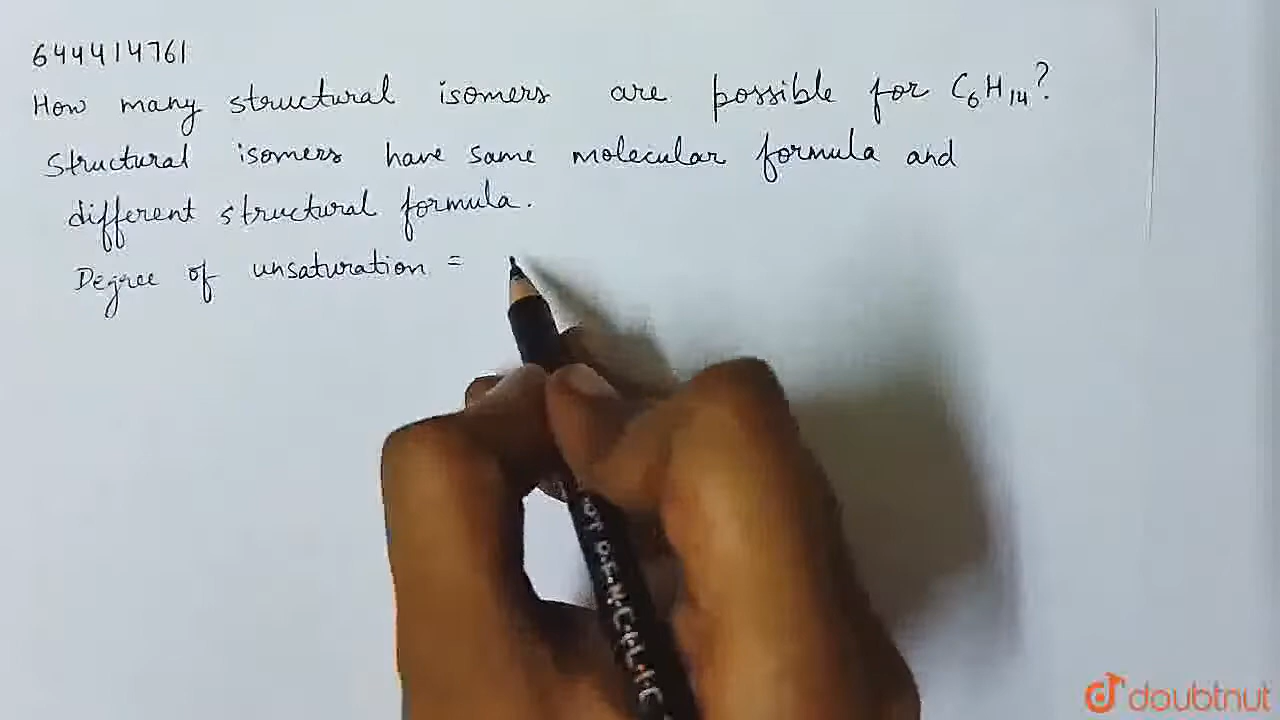 644414761
How many structural isomers are possible for C₆H₁₄?
Structural isomers have same molecular formula and
different structural formula.
Degree of unsaturation =
doubtnut